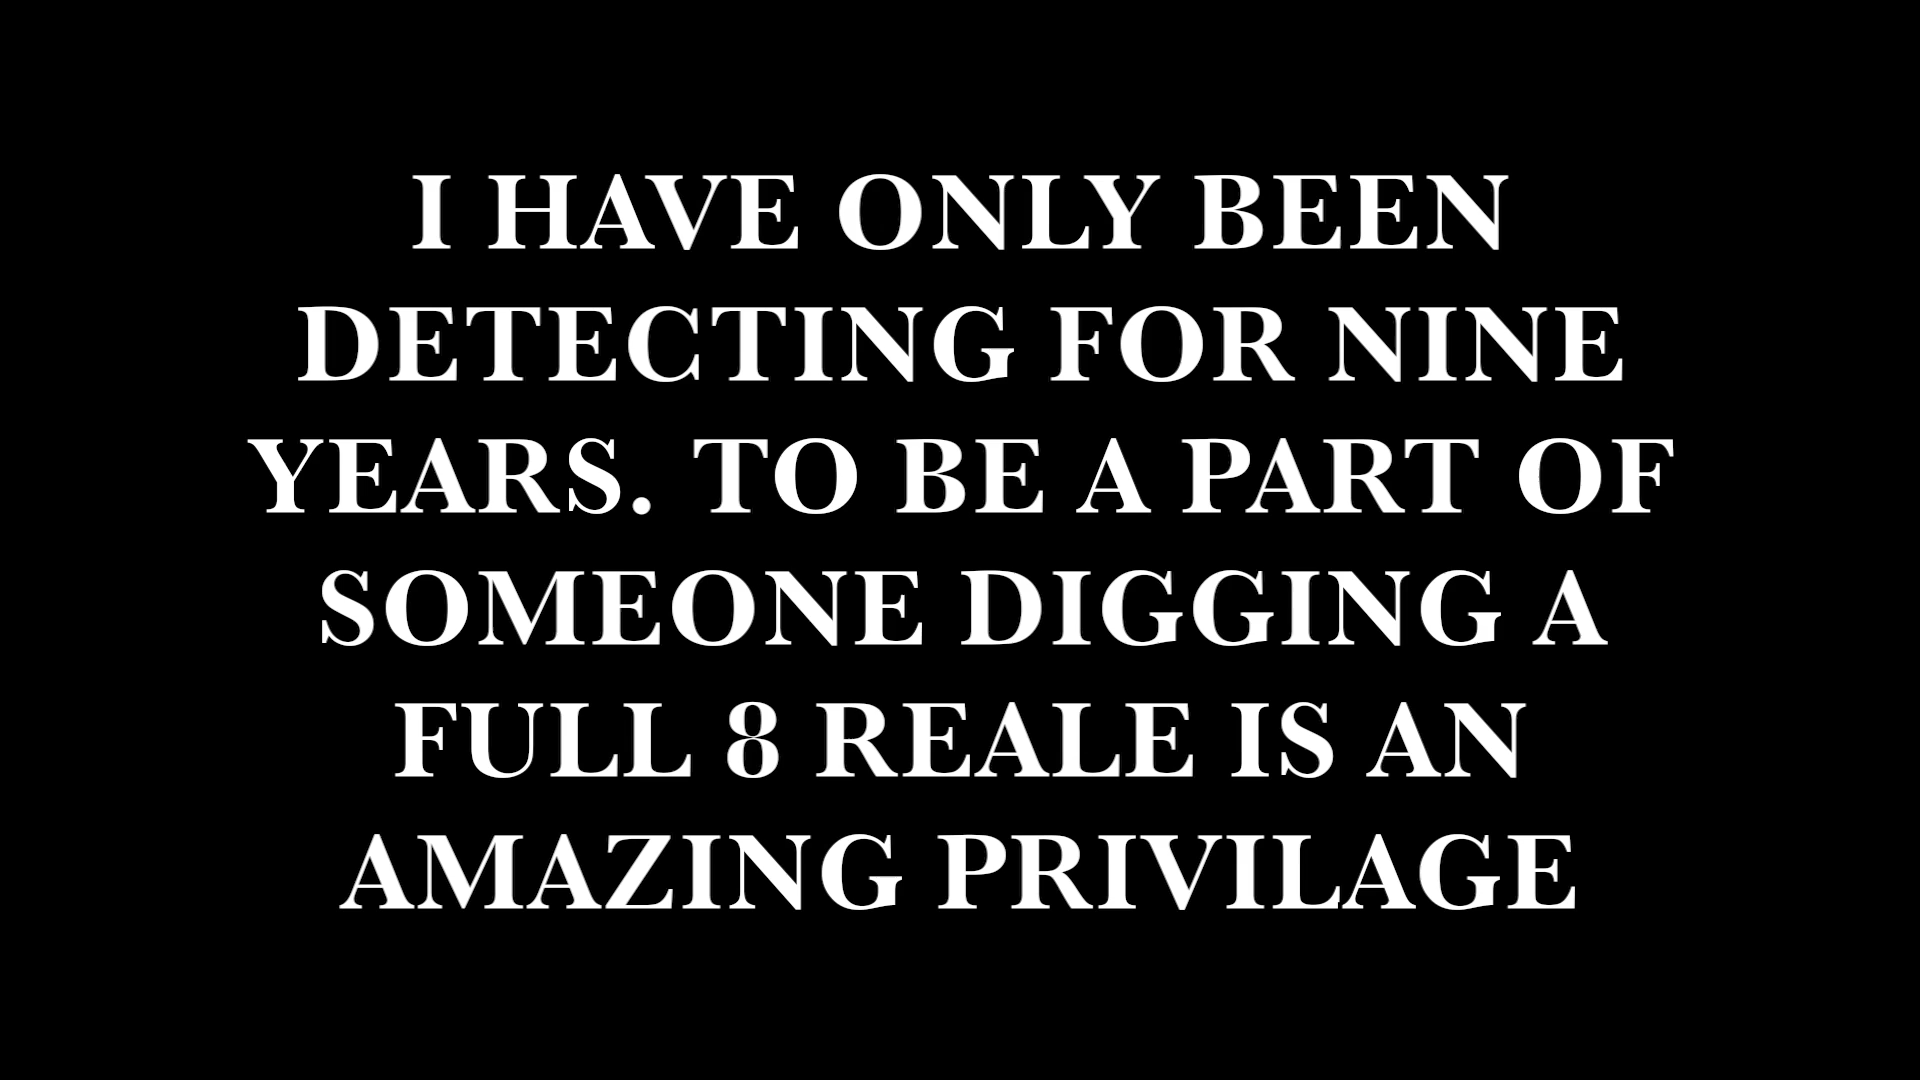 I HAVE ONLY BEEN
DETECTING FOR NINE
YEARS. TO BE A PART OF
SOMEONE DIGGING A
FULL 8 REALE IS AN
AMAZING PRIVILAGE